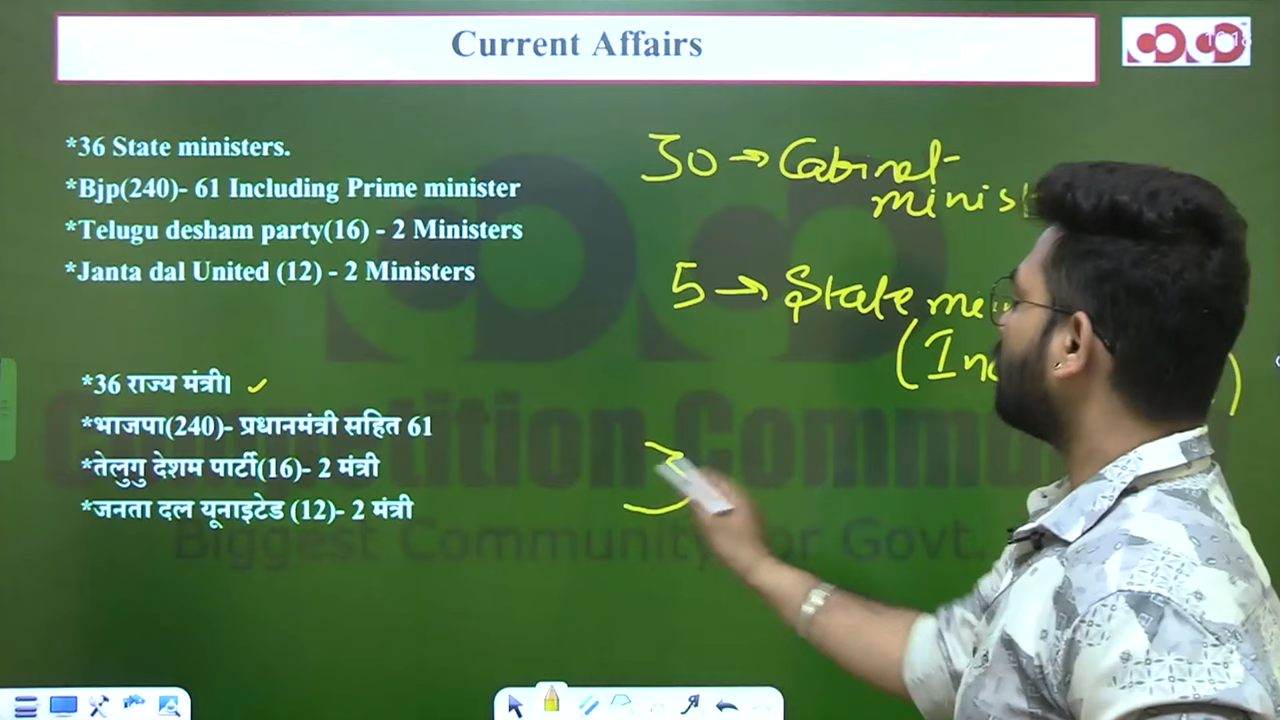 Current Affairs
*36 State ministers.
*Bjp(240)- 61 Including Prime minister
*Telugu desham party(16) - 2 Ministers
*Janta dal United (12) - 2 Ministers
*36 राज्य मंत्री।
*भाजपा(240)- प्रधानमंत्री सहित 61
*तेलुगु देशम पार्टी(16)- 2 मंत्री
*जनता दल यूनाइटेड (12)- 2 मंत्री
30 → Cabinet
5 → State
3
Biggest Community for Govt.